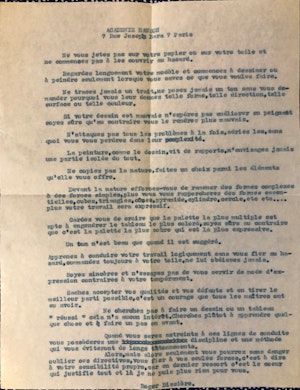 ACADEMIE RANSON
7 Rue Joseph Bara 7 Paris
Ne vous jetez pas sur votre papier ou sur votre toile et
ne commencez pas à les couvrir au hasard.
Regardez longuement votre modèle et commencez à dessiner ou
à peindre seulement lorsque vous savez ce que vous voulez faire.
Ne tracez jamais un trait, ne posez jamais un ton sans vous de-
mander pourquoi vous leur donnez telle forme, telle direction, telle
surface ou telle couleur.
Si votre dessin est mauvais n'espérez pas l'améliorer en peignant
soyez sûrs qu'au contraire vous le rendrez plus mauvais.
N'attaquez pas tous les problèmes à la fois, sériez les, sans
quoi vous vous perdrez dans leur complexité.
La peinture, comme le dessin, vit de rapports, n'envisagez jamais
une partie isolée du tout.
Ne copiez pas la nature, faites un choix parmi les éléments
qu'elle vous offre.
Devant la nature efforcez-vous de ramener des formes complexes
à des formes simples, plus vous vous rapprocherez des formes essen-
tielles, cubes, triangles, cônes, pyramide, cylindre, cercle, etc ....
plus votre travail sera expressif.
Gardez vous de croire que la palette la plus multiple est
apte à engendrer le tableau le plus coloré, soyez sûrs au contraire
que c'est la palette la plus sobre qui est la plus expressive.
Un ton n'est beau que quand il est suggéré.
Apprenez à conduire votre travail logiquement sans vous fier au ha-
sard, commandez toujours à votre toile, ne lui obéissez jamais.
Soyez sincères et n'essayez pas de vous servir de mode d'ex-
pression contraires à votre tempérament.
Sachez accepter vos qualités et vos défauts et en tirer le
meilleur parti possible, c'est un courage que tous les maîtres ont
su avoir.
Ne cherchez pas à faire un dessin ou un tableau
" réussi " cela n'a aucun intérêt. Cherchez plutôt à apprendre quel-
que chose et à faire un pas en avant.
Quand vous serez astreints à ces lignes de conduite
vous posséderez une discipline et une méthode
qui vous éviteront de longs
Alors, mais alors seulement vous pourrez sans danger
oublier ces directives, vous fier à vos seules forces, c'est à dire
à votre sensibilité propre, car en dernier ressort c'est le coeur
qui justifie tout et je ne puis plus rien pour vous.
Roger Bissière.